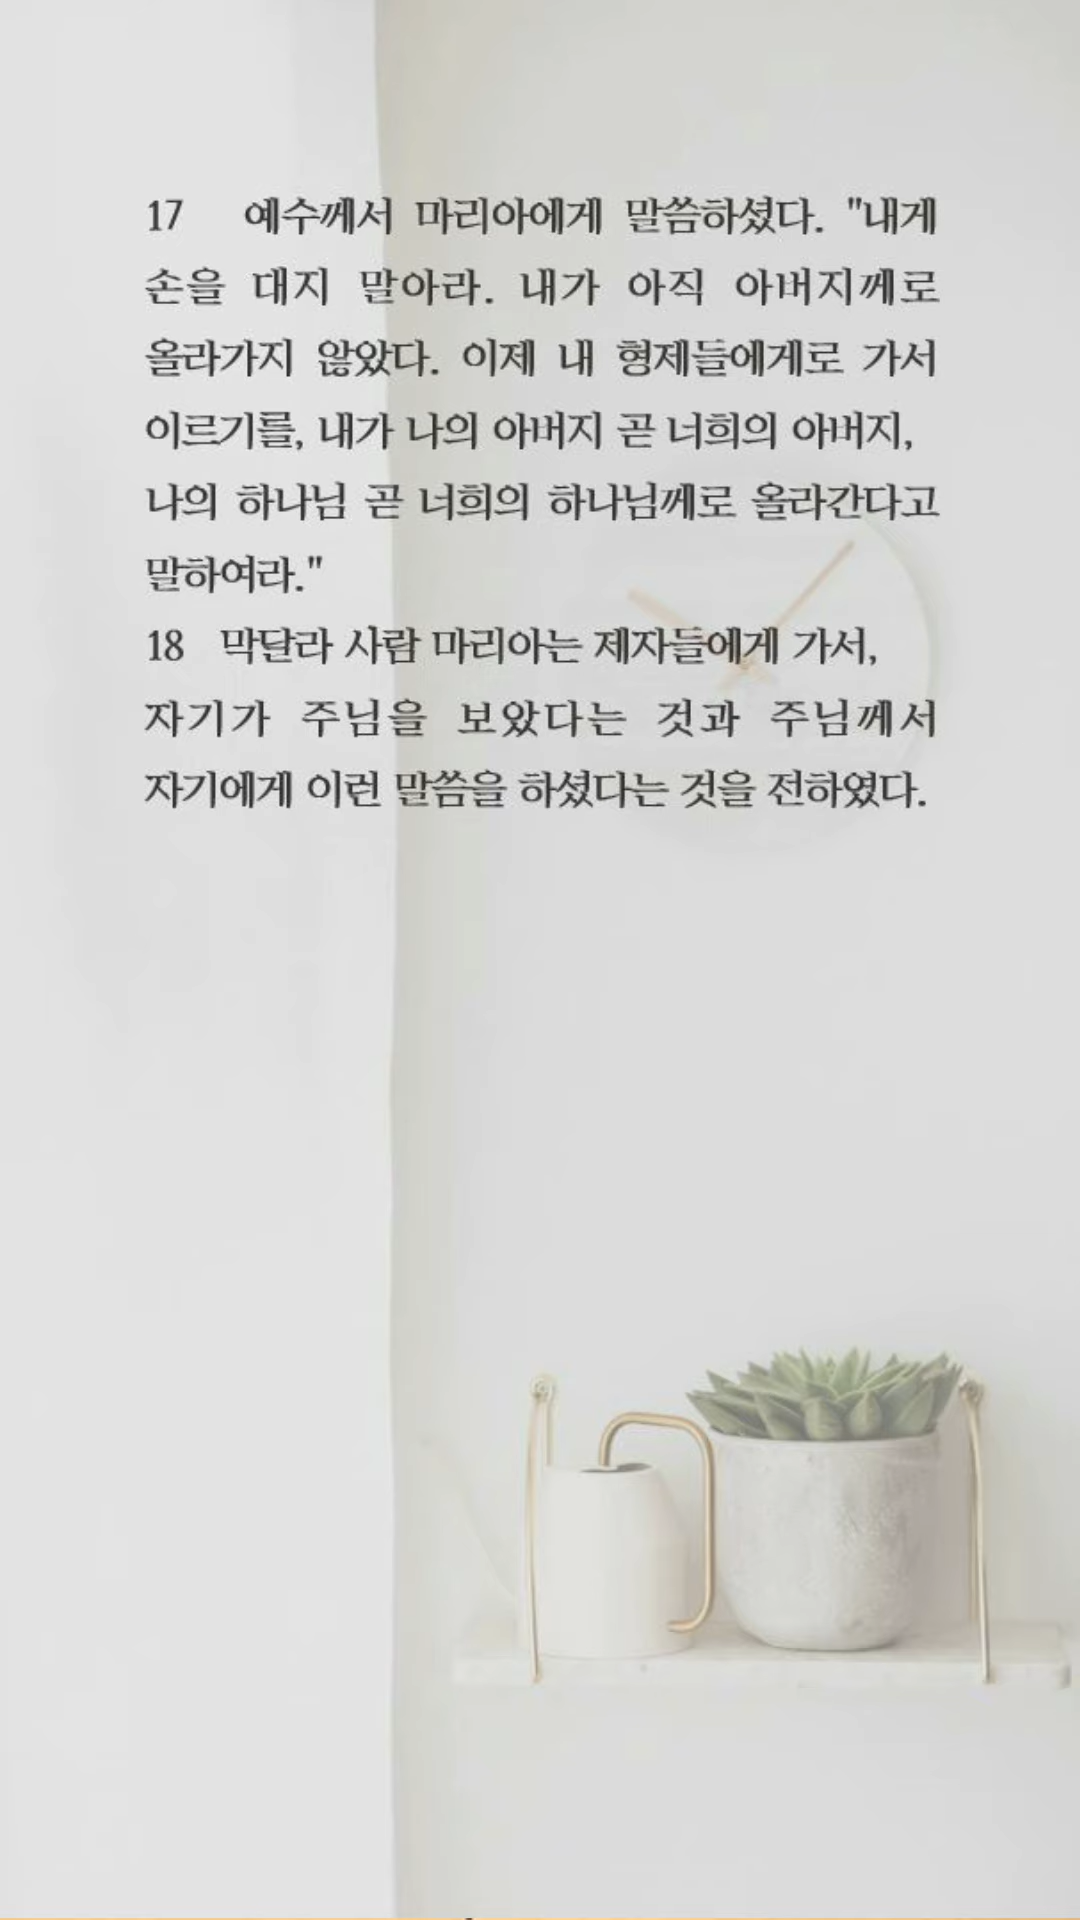 17 예수께서 마리아에게 말씀하셨다. "내게
손을 대지 말아라. 내가 아직 아버지께로
올라가지 않았다. 이제 내 형제들에게로 가서
이르기를, 내가 나의 아버지 곧 너희의 아버지,
나의 하나님 곧 너희의 하나님께로 올라간다고
말하여라."
18 막달라 사람 마리아는 제자들에게 가서,
자기가 주님을 보았다는 것과 주님께서
자기에게 이런 말씀을 하셨다는 것을 전하였다.